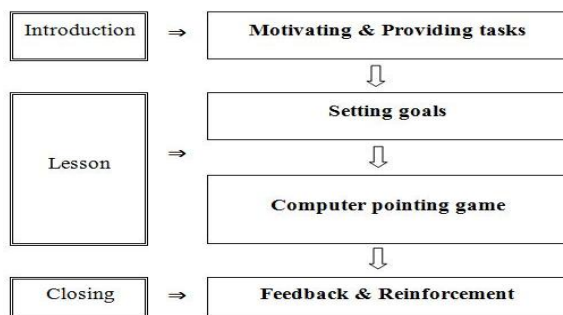 Introduction ⇒ Motivating & Providing tasks
Setting goals
Lesson ⇒
Computer pointing game
Closing ⇒ Feedback & Reinforcement